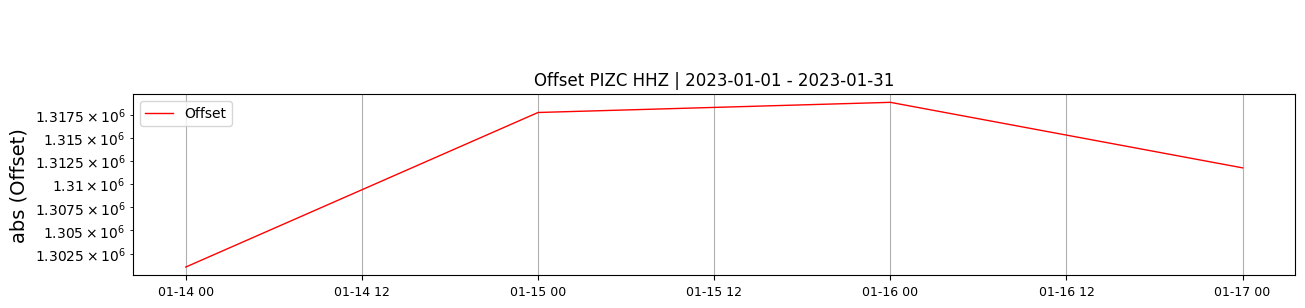 Offset PIZC HHZ | 2023-01-01 - 2023-01-31
Offset
abs (Offset)
1.3175 × 10⁶
1.315 × 10⁶
1.3125 × 10⁶
1.31 × 10⁶
1.3075 × 10⁶
1.305 × 10⁶
1.3025 × 10⁶
01-14 00 01-14 12 01-15 00 01-15 12 01-16 00 01-16 12 01-17 00